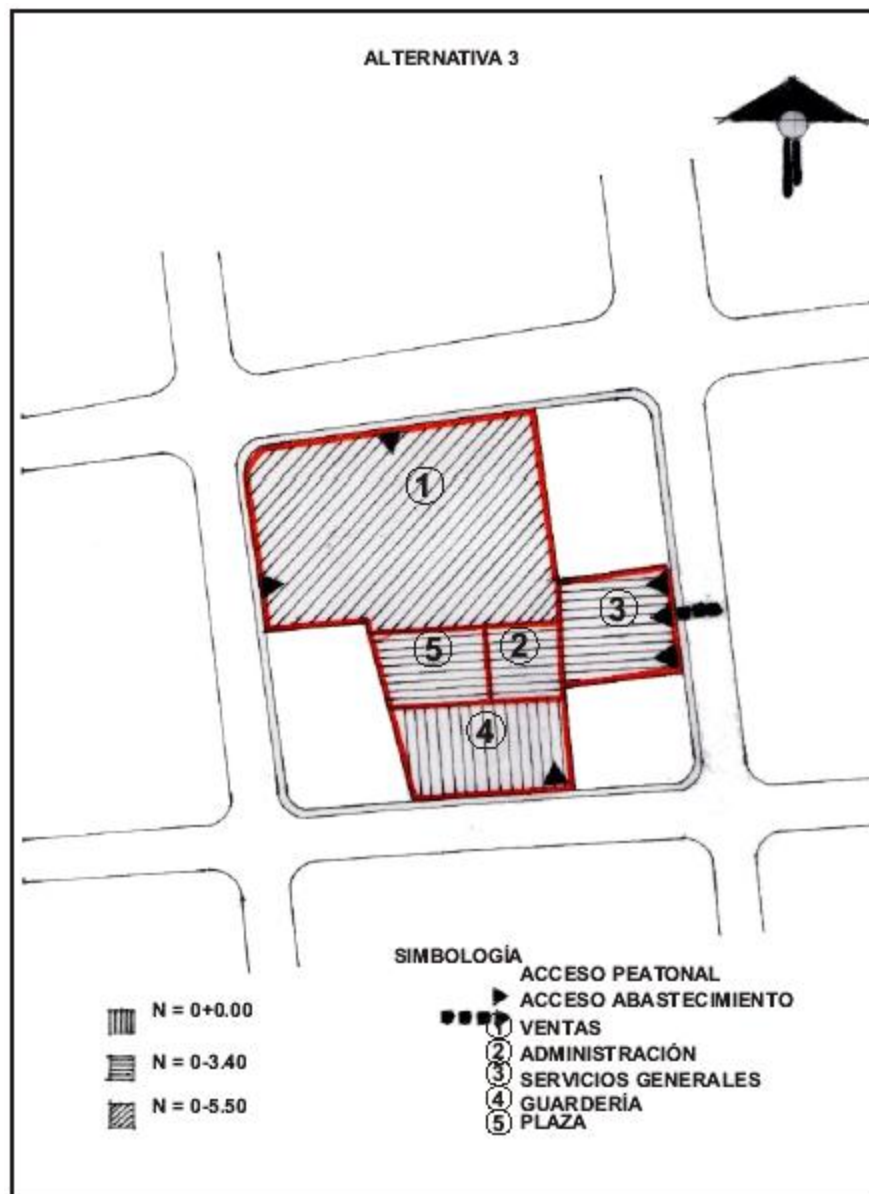 ALTERNATIVA 3
1
3
5
2
4
SIMBOLOGÍA
ACCESO PEATONAL
ACCESO ABASTECIMIENTO
1 VENTAS
2 ADMINISTRACIÓN
3 SERVICIOS GENERALES
4 GUARDERÍA
5 PLAZA
N = 0+0.00
N = 0-3.40
N = 0-5.50